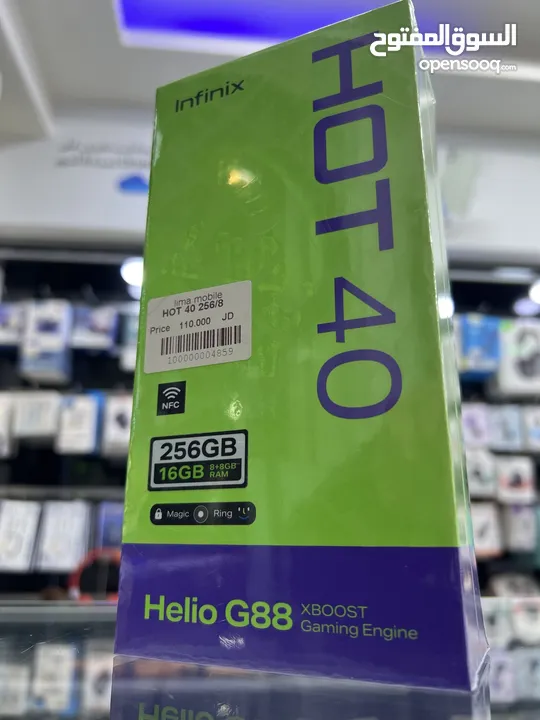 السوق المفتوح
opensooq.com
Infinix
HOT 40
lima mobile
HOT 40 256/8
Price 110.000 JD
100000004859
NFC
256GB
16GB 8+8GB RAM
Magic Ring
Helio G88 XBOOST
Gaming Engine